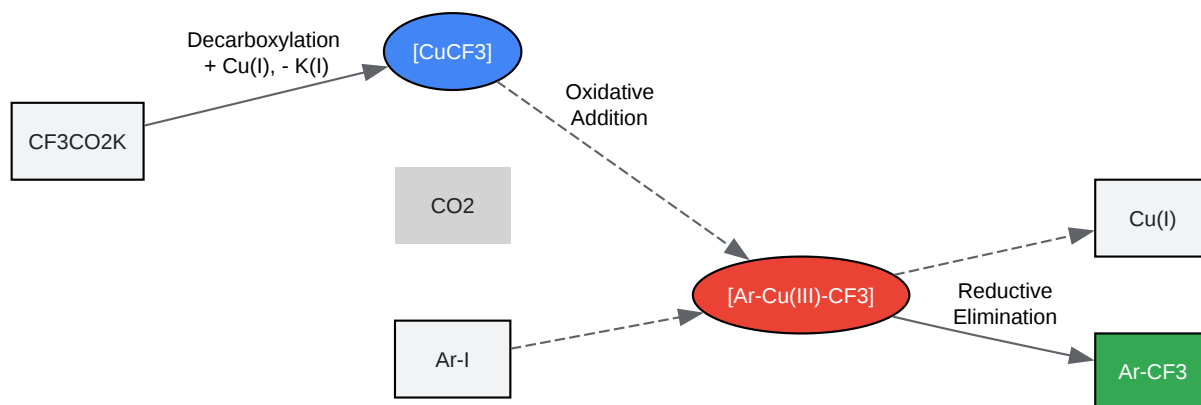 Decarboxylation
+ Cu(I), - K(I)
[CuCF3]
Oxidative
Addition
CF3CO2K
CO2
Cu(I)
[Ar-Cu(III)-CF3]
Reductive
Elimination
Ar-I
Ar-CF3